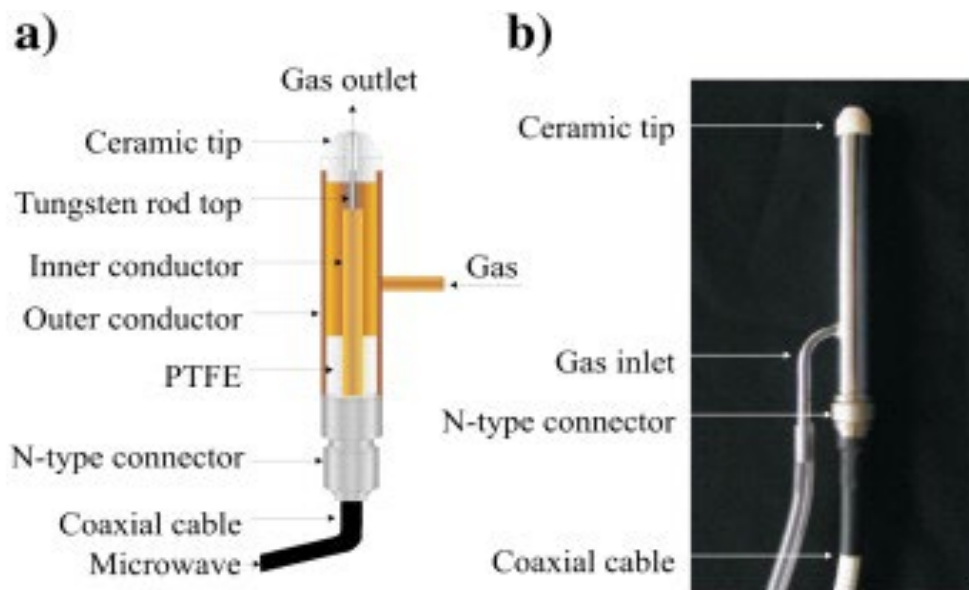 a)
Gas outlet
Ceramic tip
Tungsten rod top
Inner conductor
Gas
Outer conductor
PTFE
N-type connector
Coaxial cable
Microwave
b)
Ceramic tip
Gas inlet
N-type connector
Coaxial cable